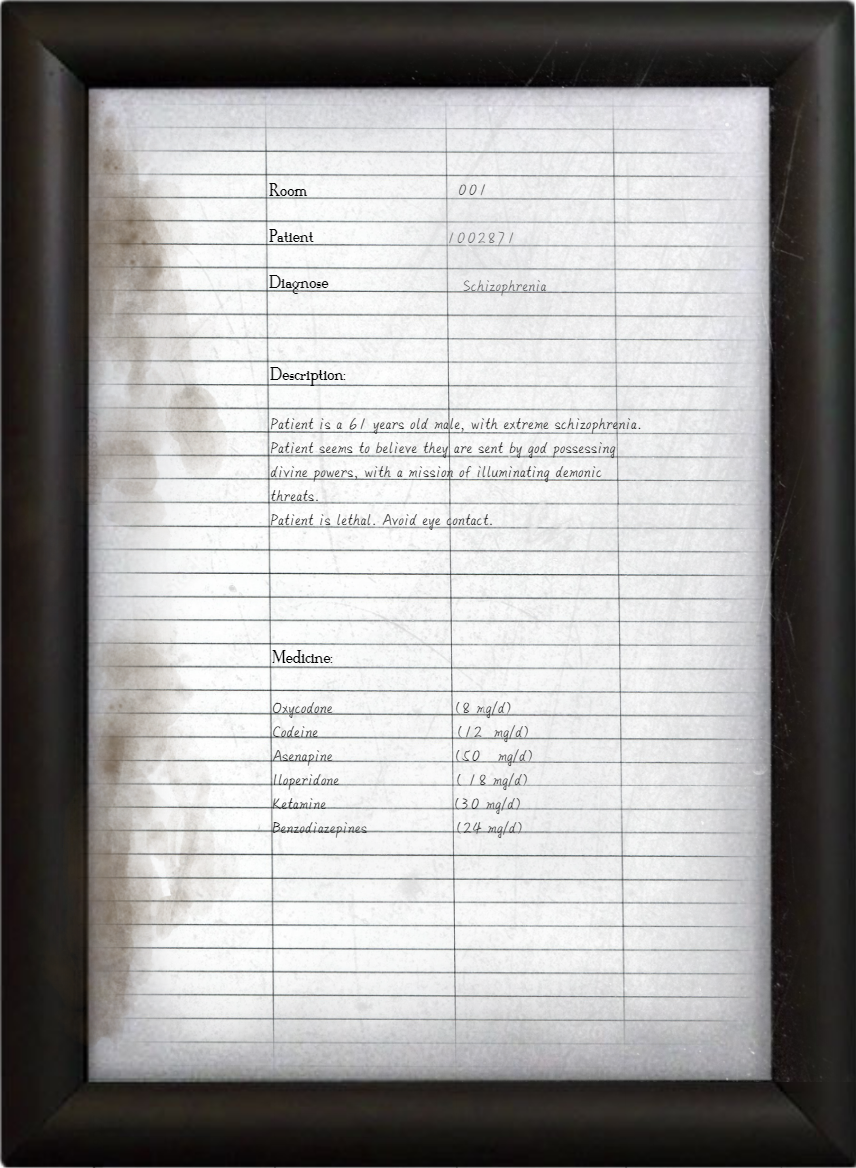 Room 001
Patient 1002871
Diagnose Schizophrenia
Description:
Patient is a 61 years old male, with extreme schizophrenia.
Patient seems to believe they are sent by god possessing
divine powers, with a mission of illuminating demonic
threats.
Patient is lethal. Avoid eye contact.
Medicine:
Oxycodone (8 mg/d)
Codeine (12 mg/d)
Asenapine (50 mg/d)
Iloperidone (18 mg/d)
Ketamine (30 mg/d)
Benzodiazepines (24 mg/d)